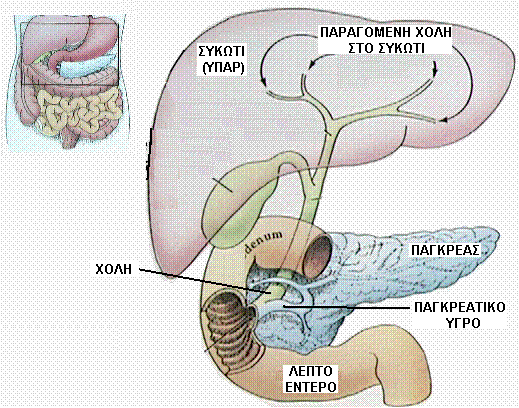 ΣΥΚΩΤΙ
(ΥΠΑΡ)
ΠΑΡΑΓΟΜΕΝΗ ΧΟΛΗ
ΣΤΟ ΣΥΚΩΤΙ
denum
ΧΟΛΗ
ΠΑΓΚΡΕΑΣ
ΠΑΓΚΡΕΑΤΙΚΟ
ΥΓΡΟ
ΛΕΠΤΟ
ΕΝΤΕΡΟ